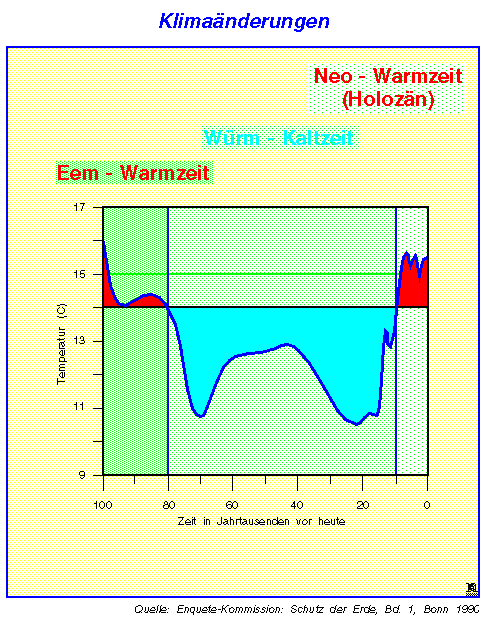 Klimaänderungen
Neo - Warmzeit
(Holozän)
Würm - Kaltzeit
Eem - Warmzeit
17
15
13
11
9
Temperatur (C)
100
80
60
40
20
0
Zeit in Jahrtausenden vor heute
Quelle: Enquete-Kommission: Schutz der Erde, Bd. 1, Bonn 1990